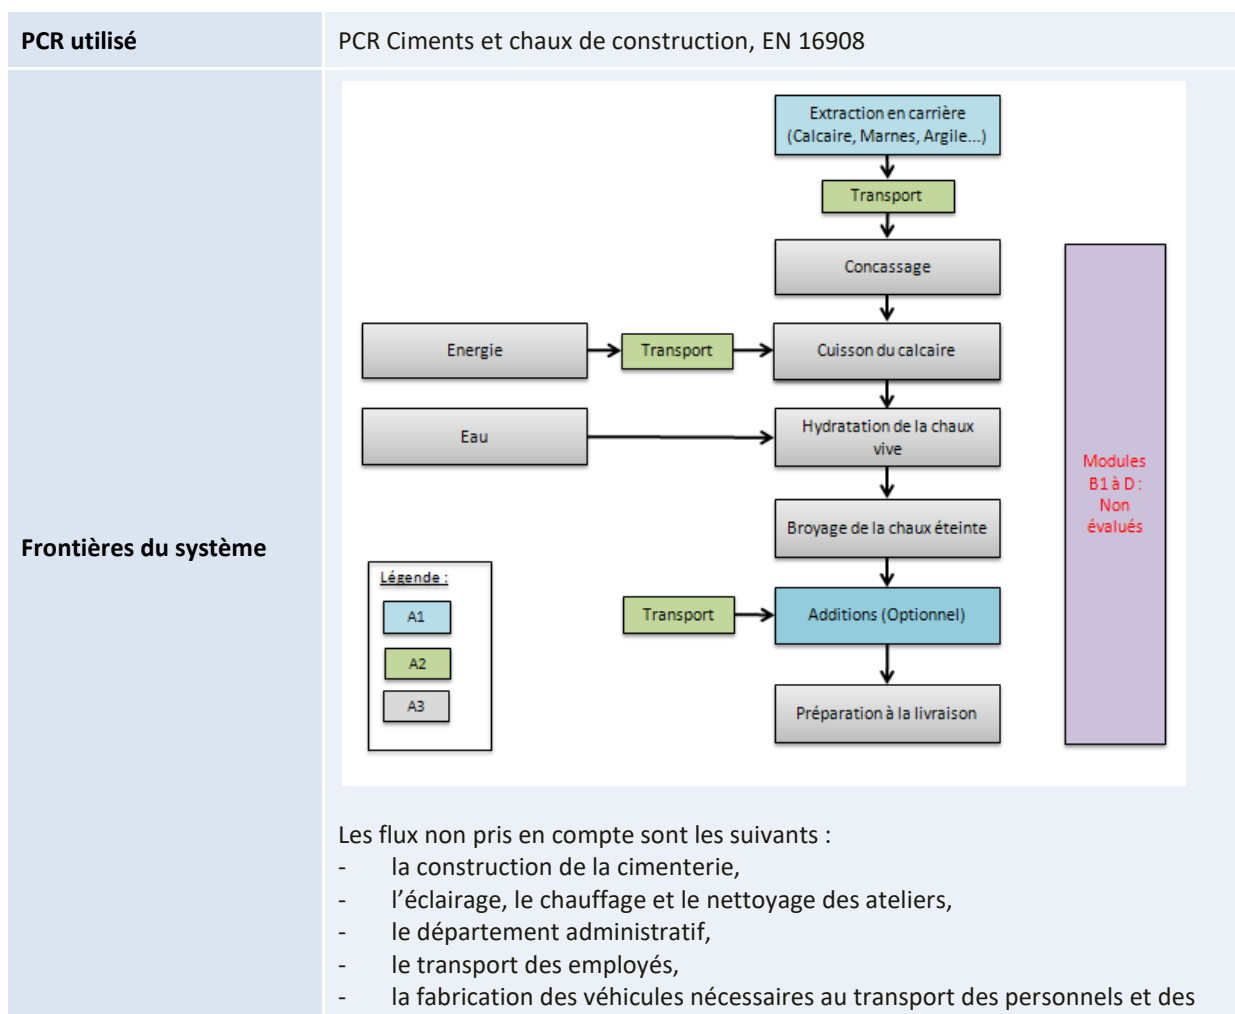 PCR utilisé
PCR Ciments et chaux de construction, EN 16908
Frontières du système
Extraction en carrière
(Calcaire, Marnes, Argile...)
Transport
Concassage
Energie
Transport
Cuisson du calcaire
Eau
Hydratation de la chaux
vive
Broyage de la chaux éteinte
Transport
Additions (Optionnel)
Préparation à la livraison
Modules
B1 à D :
Non
évalués
Légende :
A1
A2
A3
Les flux non pris en compte sont les suivants :
- la construction de la cimenterie,
- l’éclairage, le chauffage et le nettoyage des ateliers,
- le département administratif,
- le transport des employés,
- la fabrication des véhicules nécessaires au transport des personnels et des